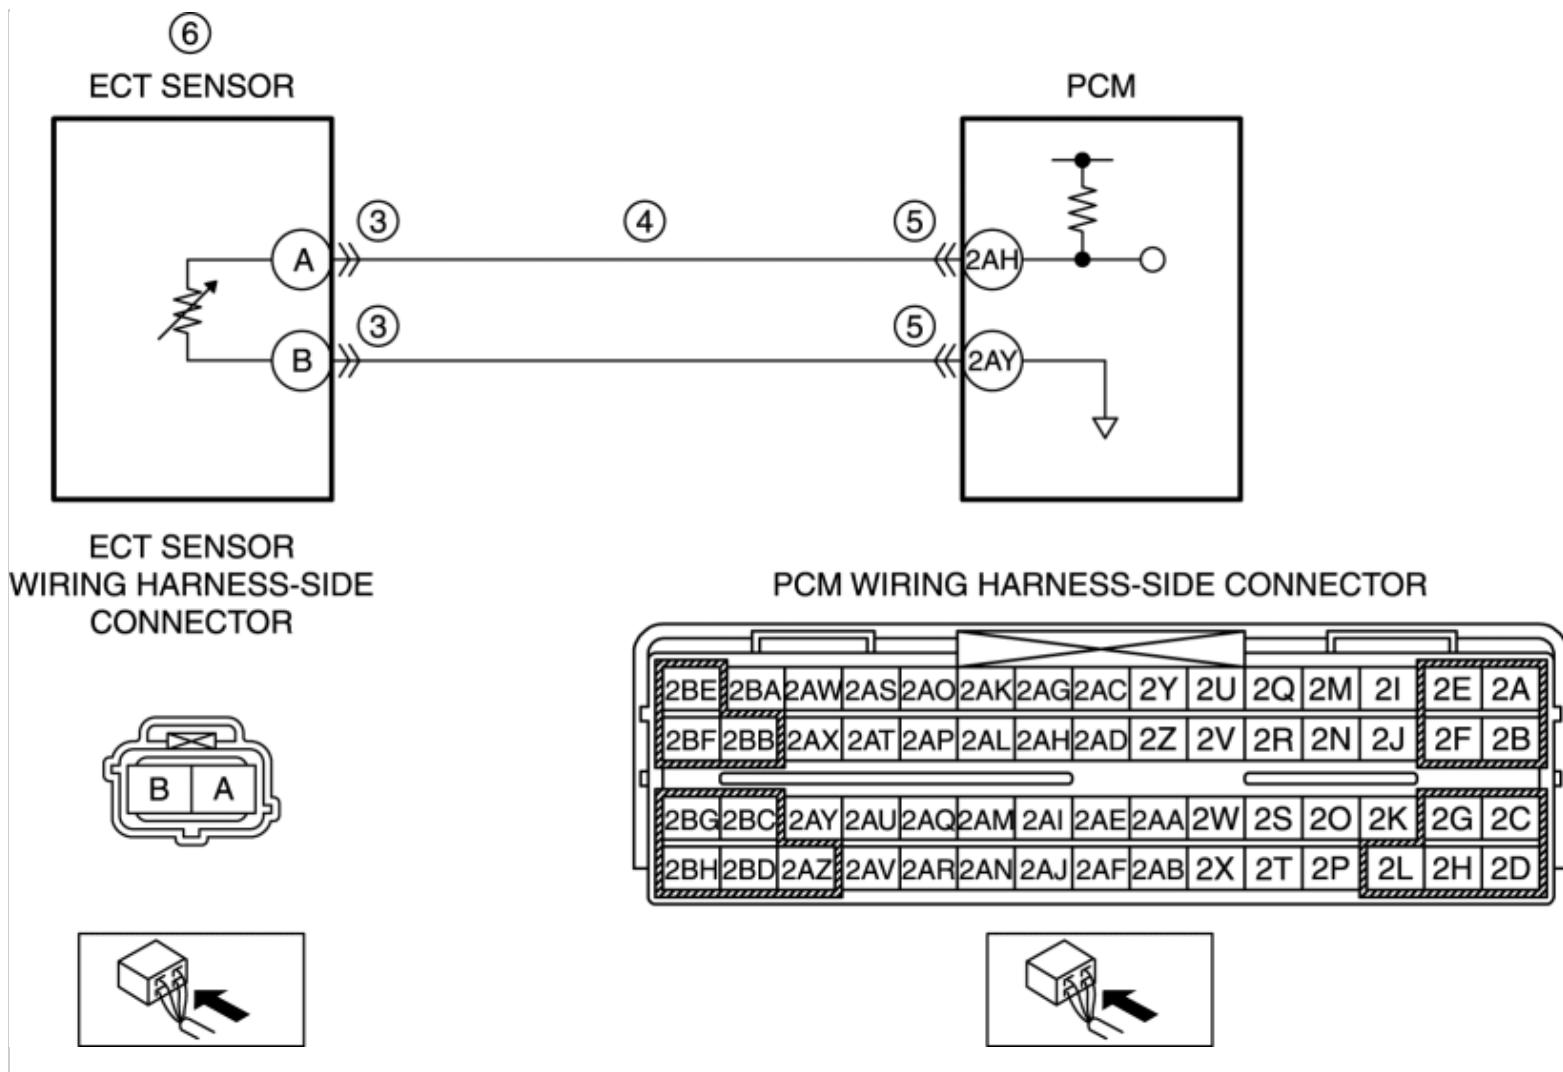 6
ECT SENSOR
PCM
3 4 5
A 2AH
3 5
B 2AY
ECT SENSOR
WIRING HARNESS-SIDE
CONNECTOR
PCM WIRING HARNESS-SIDE CONNECTOR
2BE 2BA 2AW 2AS 2AO 2AK 2AG 2AC 2Y 2U 2Q 2M 2I 2E 2A
2BF 2BB 2AX 2AT 2AP 2AL 2AH 2AD 2Z 2V 2R 2N 2J 2F 2B
B A
2BG 2BC 2AY 2AU 2AQ 2AM 2AI 2AE 2AA 2W 2S 2O 2K 2G 2C
2BH 2BD 2AZ 2AV 2AR 2AN 2AJ 2AF 2AB 2X 2T 2P 2L 2H 2D